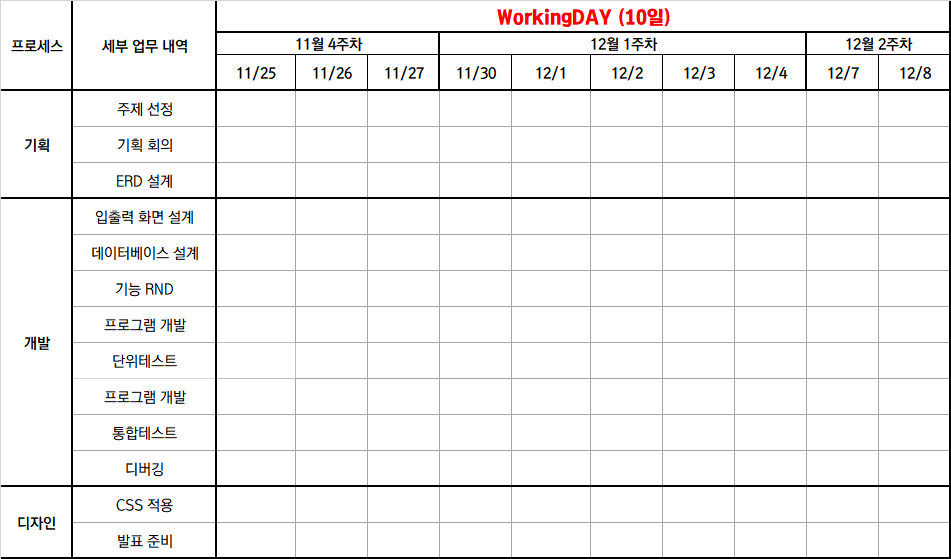 WorkingDAY (10일)
프로세스 세부 업무 내역 11월 4주차 12월 1주차 12월 2주차
11/25 11/26 11/27 11/30 12/1 12/2 12/3 12/4 12/7 12/8
기획
주제 선정
기획 회의
ERD 설계
개발
입출력 화면 설계
데이터베이스 설계
기능 RND
프로그램 개발
단위테스트
프로그램 개발
통합테스트
디버깅
디자인
CSS 적용
발표 준비